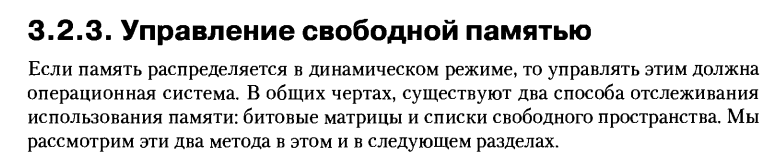 3.2.3. Управление свободной памятью
Если память распределяется в динамическом режиме, то управлять этим должна
операционная система. В общих чертах, существуют два способа отслеживания
использования памяти: битовые матрицы и списки свободного пространства. Мы
рассмотрим эти два метода в этом и в следующем разделах.